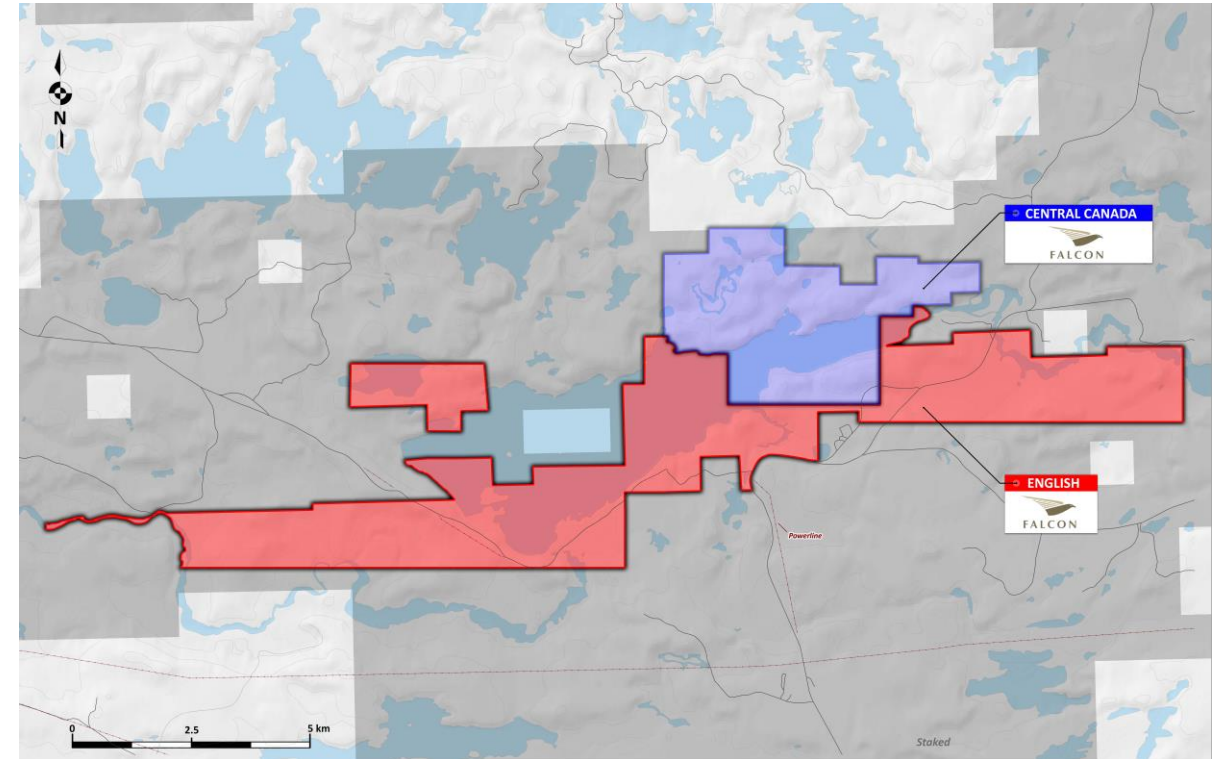 N
CENTRAL CANADA
FALCON
ENGLISH
FALCON
Powerline
0 2.5 5 km
Staked